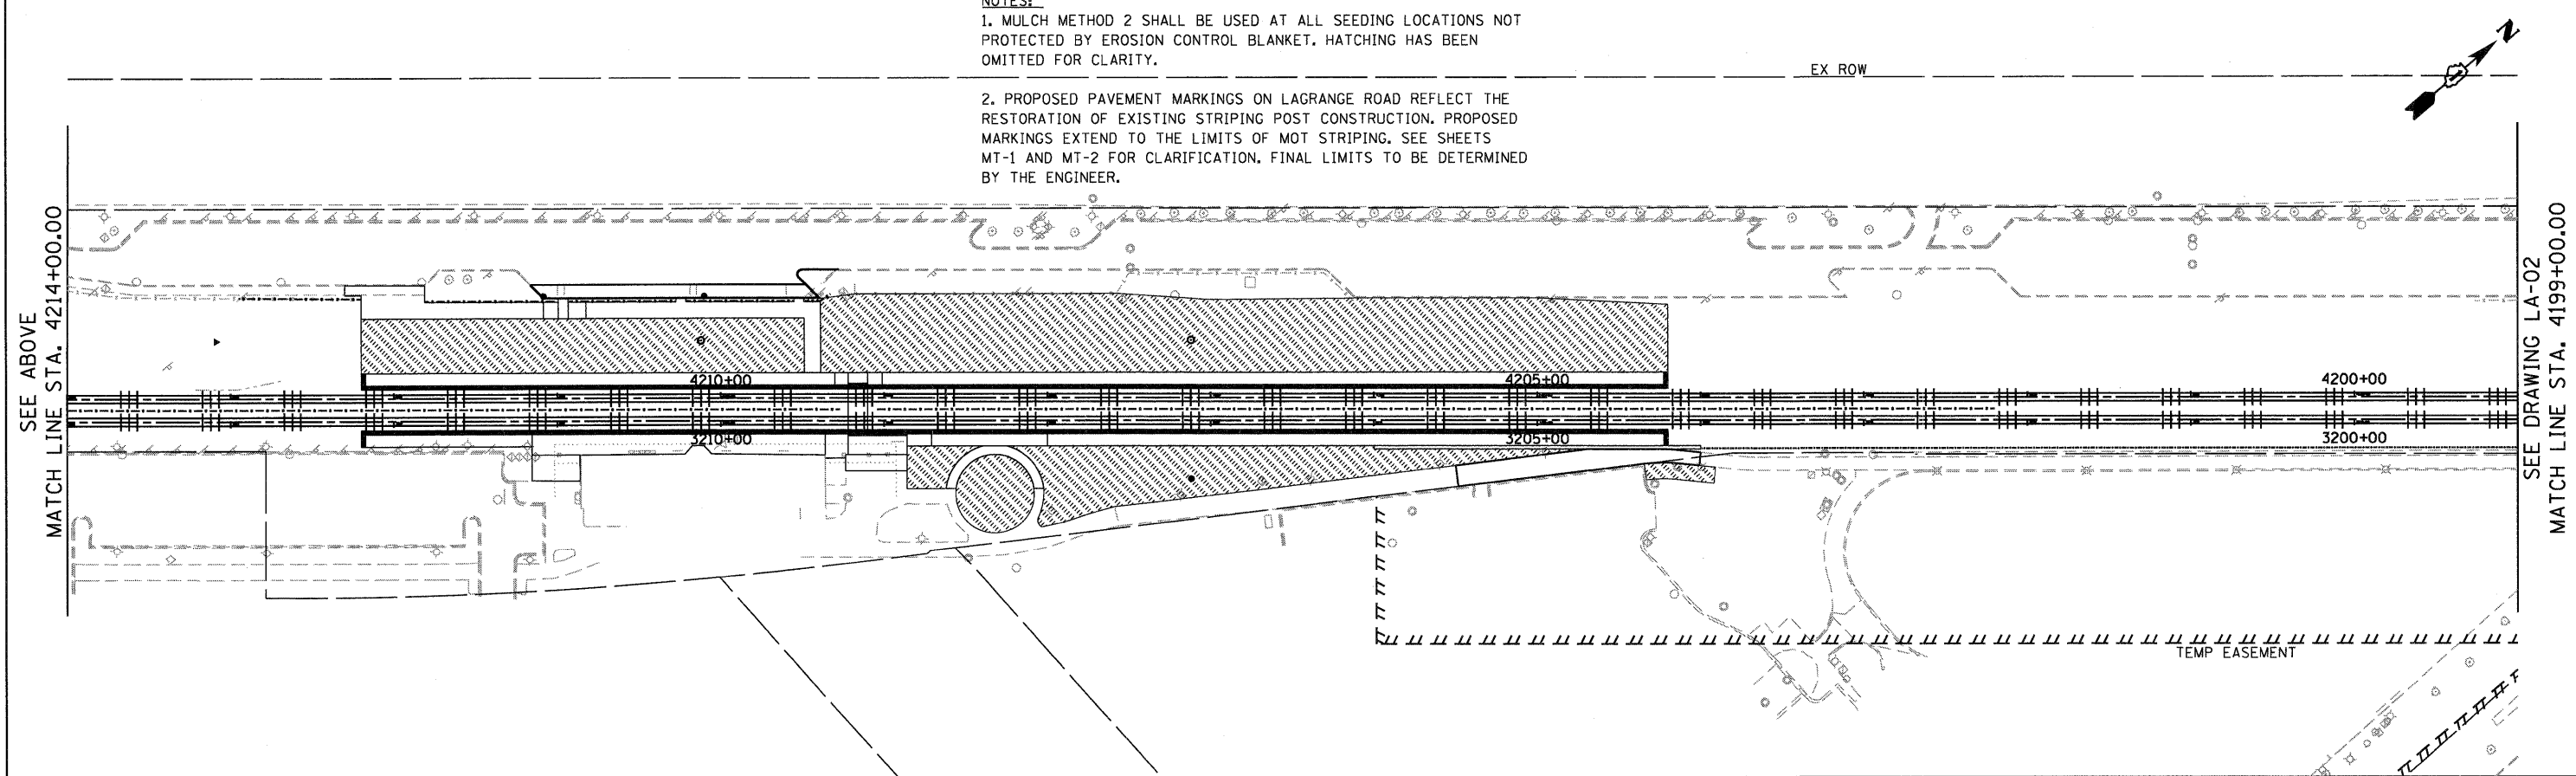 NOTES:
1. MULCH METHOD 2 SHALL BE USED AT ALL SEEDING LOCATIONS NOT
PROTECTED BY EROSION CONTROL BLANKET. HATCHING HAS BEEN
OMITTED FOR CLARITY.
EX ROW
N
2. PROPOSED PAVEMENT MARKINGS ON LAGRANGE ROAD REFLECT THE
RESTORATION OF EXISTING STRIPING POST CONSTRUCTION. PROPOSED
MARKINGS EXTEND TO THE LIMITS OF MOT STRIPING. SEE SHEETS
MT-1 AND MT-2 FOR CLARIFICATION. FINAL LIMITS TO BE DETERMINED
BY THE ENGINEER.
SEE ABOVE
MATCH LINE STA. 4214+00.00
4210+00
4205+00
4200+00
3210+00
3205+00
3200+00
TEMP EASEMENT
SEE DRAWING LA-02
MATCH LINE STA. 4199+00.00